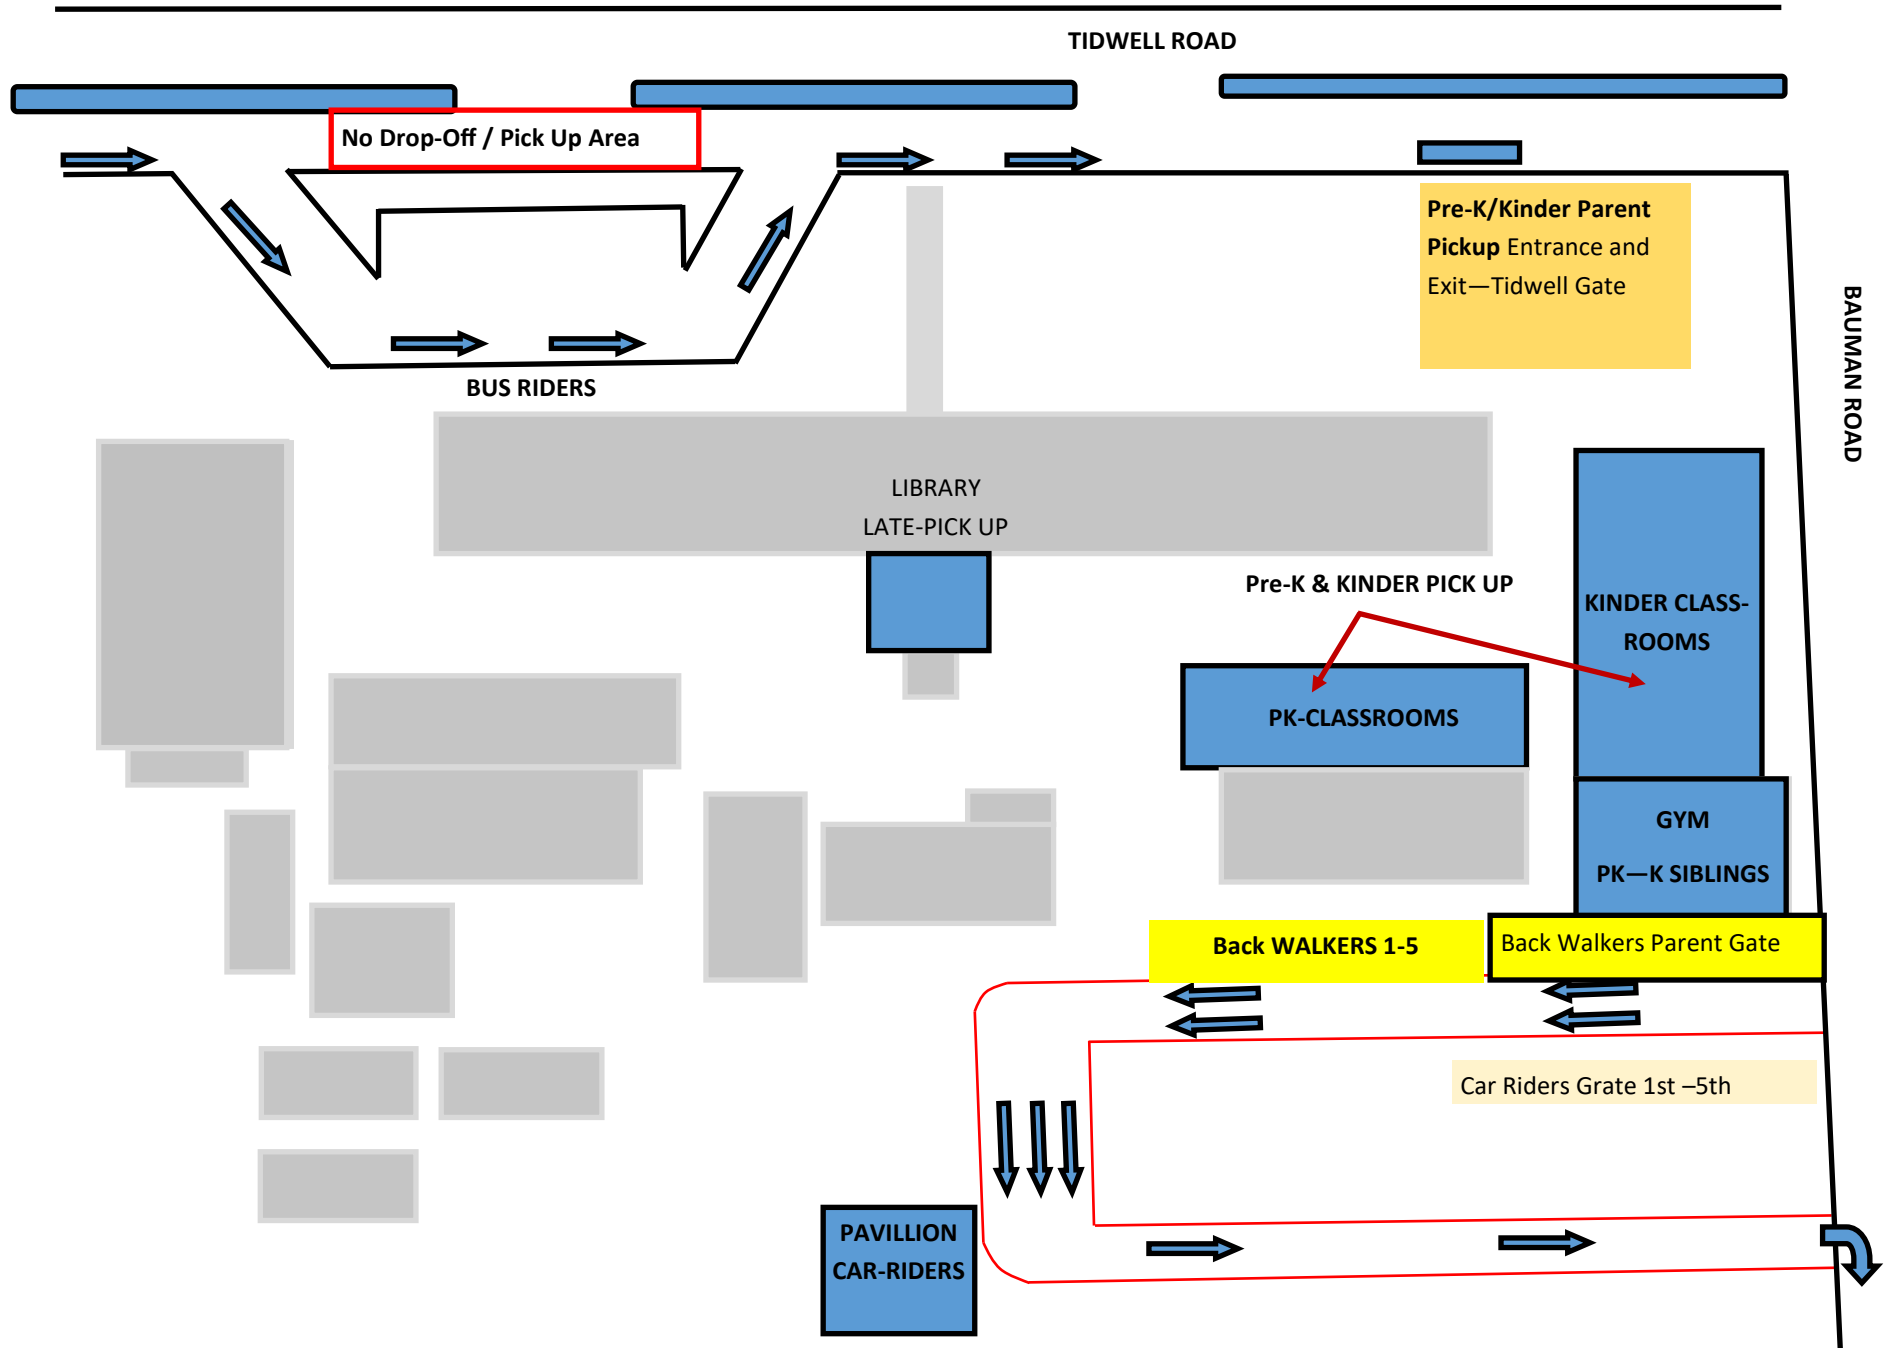 TIDWELL ROAD
No Drop-Off / Pick Up Area
Pre-K/Kinder Parent
Pickup Entrance and
Exit—Tidwell Gate
BAUMAN ROAD
BUS RIDERS
LIBRARY
LATE-PICK UP
Pre-K & KINDER PICK UP
KINDER CLASS-
ROOMS
PK-CLASSROOMS
GYM
PK—K SIBLINGS
Back WALKERS 1-5
Back Walkers Parent Gate
Car Riders Grate 1st –5th
PAVILLION
CAR-RIDERS